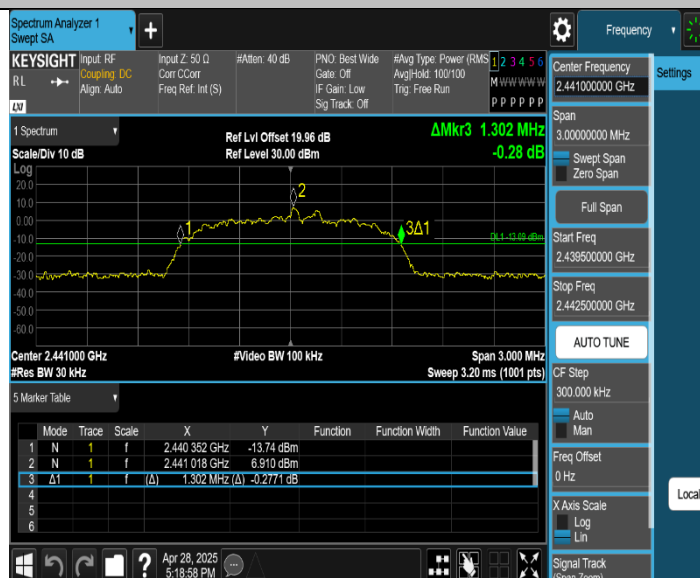 Spectrum Analyzer 1
Swept SA
Frequency
KEYSIGHT
RL
LXI
Input: RF
Coupling: DC
Align: Auto
Input Z: 50 Ω
Corr CCorr
Freq Ref: Int (S)
#Atten: 40 dB
PNO: Best Wide
Gate: Off
IF Gain: Low
Sig Track: Off
#Avg Type: Power (RMS
Avg|Hold: 100/100
Trig: Free Run
1 2 3 4 5 6
M W W W W W
P P P P P P
1 Spectrum
Scale/Div 10 dB
Ref Lvl Offset 19.96 dB
Ref Level 30.00 dBm
ΔMkr3 1.302 MHz
-0.28 dB
Log
20.0
10.0
0.00
-10.0
-20.0
-30.0
-40.0
-50.0
-60.0
1
2
3Δ1
DL1 -13.09 dBm
Center 2.441000 GHz
#Res BW 30 kHz
#Video BW 100 kHz
Span 3.000 MHz
Sweep 3.20 ms (1001 pts)
5 Marker Table
Mode Trace Scale X Y Function Function Width Function Value
1 N 1 f 2.440 352 GHz -13.74 dBm
2 N 1 f 2.441 018 GHz 6.910 dBm
3 Δ1 1 f (Δ) 1.302 MHz (Δ) -0.2771 dB
4
5
6
Apr 28, 2025
5:18:58 PM
Center Frequency
2.441000000 GHz
Settings
Span
3.00000000 MHz
Swept Span
Zero Span
Full Span
Start Freq
2.439500000 GHz
Stop Freq
2.442500000 GHz
AUTO TUNE
CF Step
300.000 kHz
Auto
Man
Freq Offset
0 Hz
Local
X Axis Scale
Log
Lin
Signal Track
(Span Zoom)